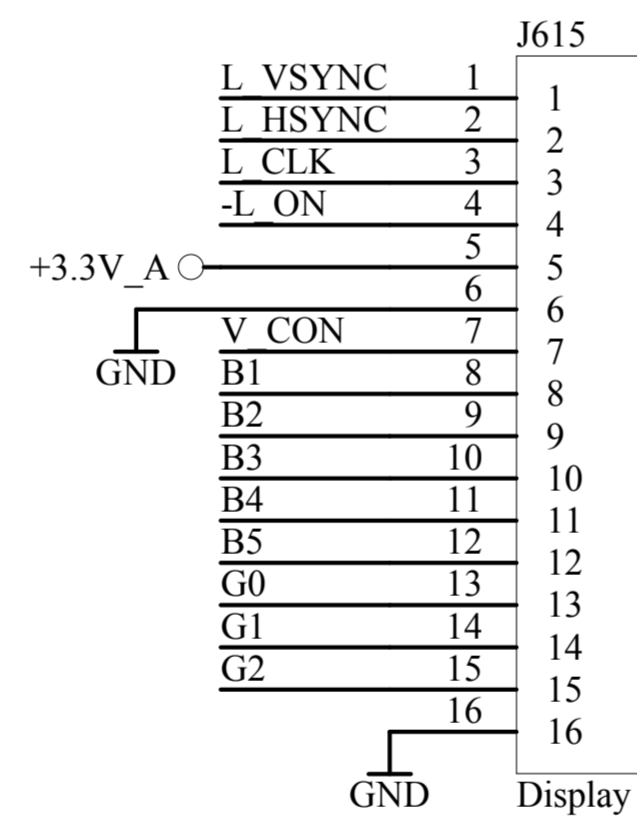 J615
L_VSYNC 1 1
L_HSYNC 2 2
L_CLK 3 3
-L_ON 4 4
+3.3V_A 5 5
6 6
GND
V_CON 7 7
B1 8 8
B2 9 9
B3 10 10
B4 11 11
B5 12 12
G0 13 13
G1 14 14
G2 15 15
16 16
GND
Display